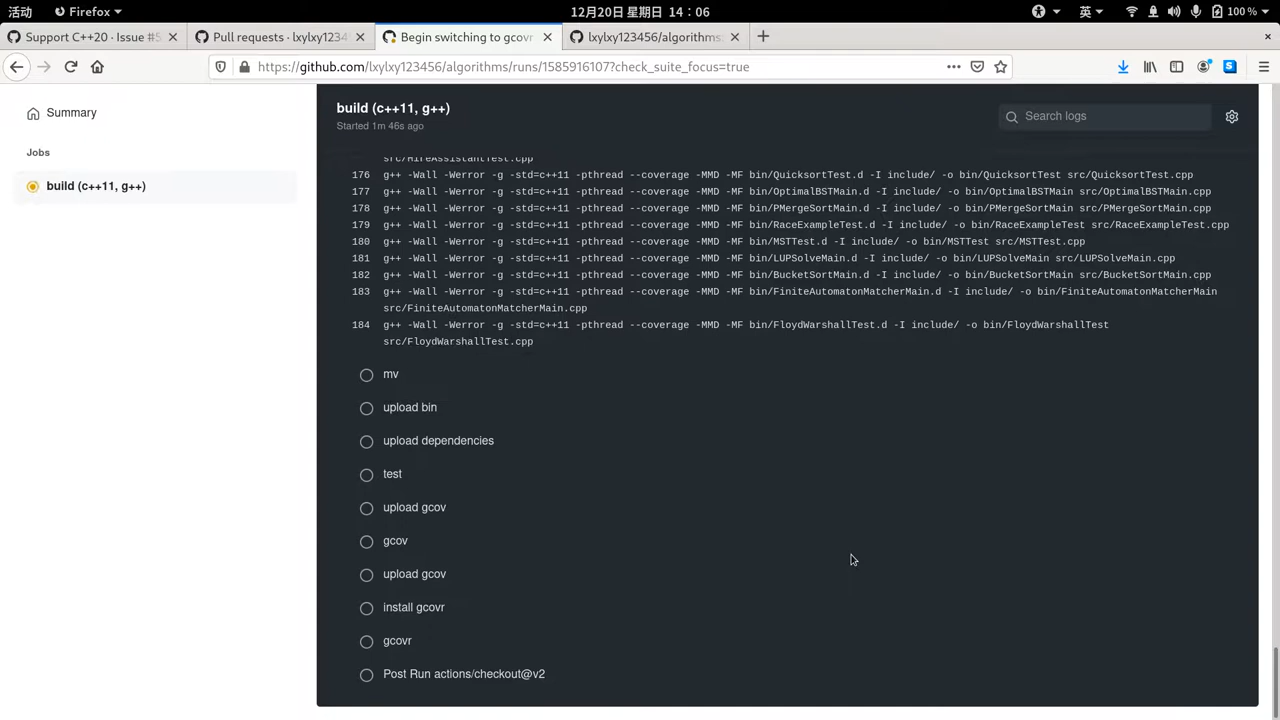 活动
Firefox
12月20日 星期日 14：06
英
100 %
Support C++20 · Issue #5
Pull requests · lxylxy1234
Begin switching to gcovr
lxylxy123456/algorithms:
https://github.com/lxylxy123456/algorithms/runs/1585916107?check_suite_focus=true
Summary
Jobs
build (c++11, g++)
build (c++11, g++)
Started 1m 46s ago
Search logs
src/HireAssistantTest.cpp
176 g++ -Wall -Werror -g -std=c++11 -pthread --coverage -MMD -MF bin/QuicksortTest.d -I include/ -o bin/QuicksortTest src/QuicksortTest.cpp
177 g++ -Wall -Werror -g -std=c++11 -pthread --coverage -MMD -MF bin/OptimalBSTMain.d -I include/ -o bin/OptimalBSTMain src/OptimalBSTMain.cpp
178 g++ -Wall -Werror -g -std=c++11 -pthread --coverage -MMD -MF bin/PMergeSortMain.d -I include/ -o bin/PMergeSortMain src/PMergeSortMain.cpp
179 g++ -Wall -Werror -g -std=c++11 -pthread --coverage -MMD -MF bin/RaceExampleTest.d -I include/ -o bin/RaceExampleTest src/RaceExampleTest.cpp
180 g++ -Wall -Werror -g -std=c++11 -pthread --coverage -MMD -MF bin/MSTTest.d -I include/ -o bin/MSTTest src/MSTTest.cpp
181 g++ -Wall -Werror -g -std=c++11 -pthread --coverage -MMD -MF bin/LUPSolveMain.d -I include/ -o bin/LUPSolveMain src/LUPSolveMain.cpp
182 g++ -Wall -Werror -g -std=c++11 -pthread --coverage -MMD -MF bin/BucketSortMain.d -I include/ -o bin/BucketSortMain src/BucketSortMain.cpp
183 g++ -Wall -Werror -g -std=c++11 -pthread --coverage -MMD -MF bin/FiniteAutomatonMatcherMain.d -I include/ -o bin/FiniteAutomatonMatcherMain
src/FiniteAutomatonMatcherMain.cpp
184 g++ -Wall -Werror -g -std=c++11 -pthread --coverage -MMD -MF bin/FloydWarshallTest.d -I include/ -o bin/FloydWarshallTest
src/FloydWarshallTest.cpp
mv
upload bin
upload dependencies
test
upload gcov
gcov
upload gcov
install gcovr
gcovr
Post Run actions/checkout@v2